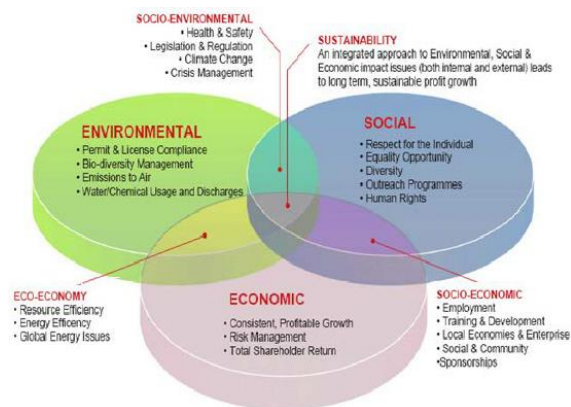 SOCIO-ENVIRONMENTAL
• Health & Safety
• Legislation & Regulation
• Climate Change
• Crisis Management
SUSTAINABILITY
An integrated approach to Environmental, Social &
Economic impact issues (both internal and external) leads
to long term, sustainable profit growth
ENVIRONMENTAL
• Permit & License Compliance
• Bio-diversity Management
• Emissions to Air
• Water/Chemical Usage and Discharges
SOCIAL
• Respect for the Individual
• Equality Opportunity
• Diversity
• Outreach Programmes
• Human Rights
ECO-ECONOMY
• Resource Efficiency
• Energy Efficency
• Global Energy Issues
ECONOMIC
• Consistent, Profitable Growth
• Risk Management
• Total Shareholder Return
SOCIO-ECONOMIC
• Employment
• Training & Development
• Local Economies & Enterprise
• Social & Community
•Sponsorships